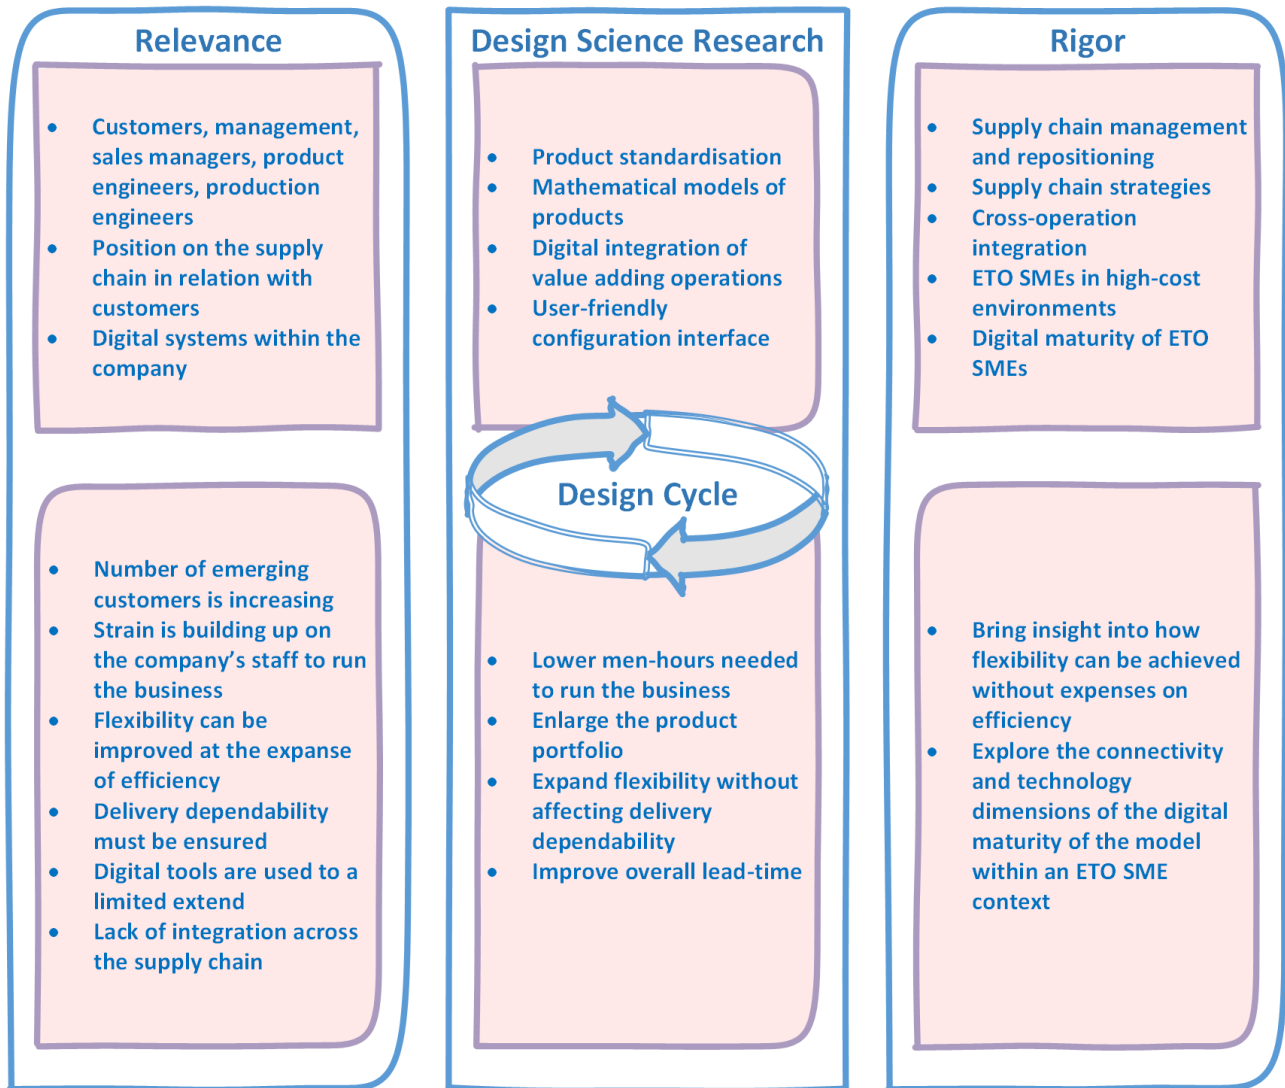 Relevance
• Customers, management,
sales managers, product
engineers, production
engineers
• Position on the supply
chain in relation with
customers
• Digital systems within the
company
• Number of emerging
customers is increasing
• Strain is building up on
the company’s staff to run
the business
• Flexibility can be
improved at the expanse
of efficiency
• Delivery dependability
must be ensured
• Digital tools are used to a
limited extend
• Lack of integration across
the supply chain
Design Science Research
• Product standardisation
• Mathematical models of
products
• Digital integration of
value adding operations
• User-friendly
configuration interface
Design Cycle
• Lower men-hours needed
to run the business
• Enlarge the product
portfolio
• Expand flexibility without
affecting delivery
dependability
• Improve overall lead-time
Rigor
• Supply chain management
and repositioning
• Supply chain strategies
• Cross-operation
integration
• ETO SMEs in high-cost
environments
• Digital maturity of ETO
SMEs
• Bring insight into how
flexibility can be achieved
without expenses on
efficiency
• Explore the connectivity
and technology
dimensions of the digital
maturity of the model
within an ETO SME
context